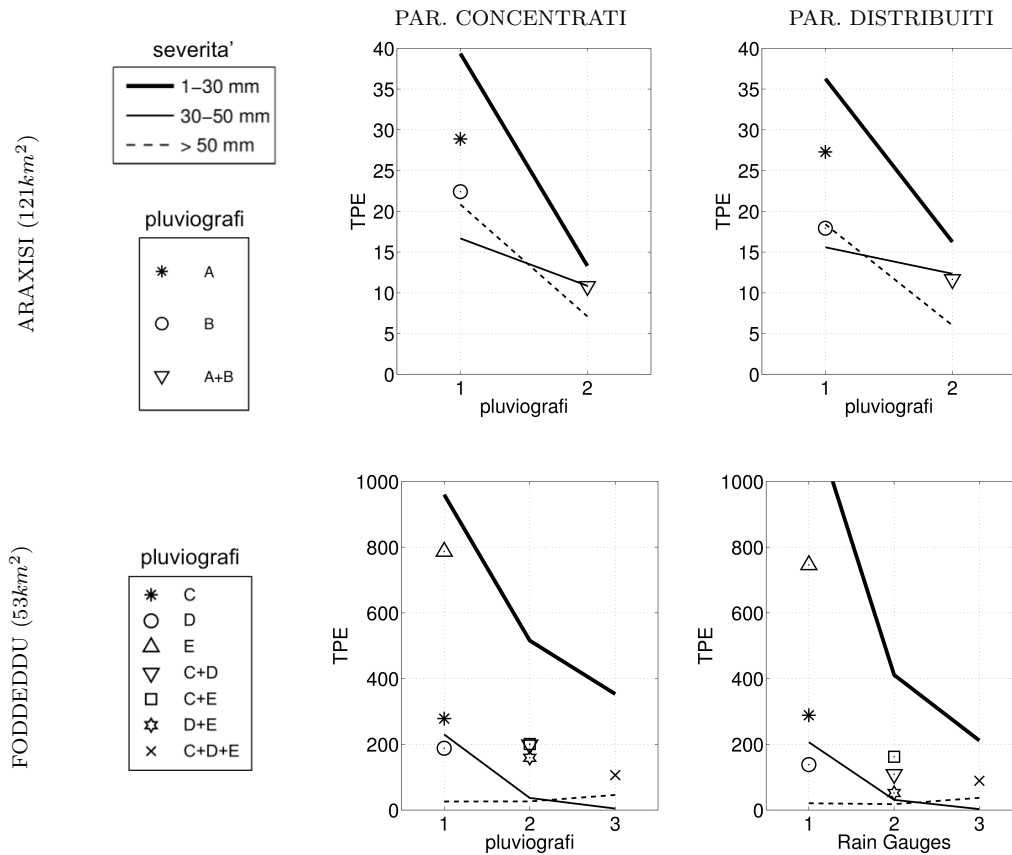 PAR. CONCENTRATI
PAR. DISTRIBUITI
ARAXISI (121km²)
severita'
1−30 mm
30−50 mm
> 50 mm
pluviografi
A
B
A+B
TPE
40
35
30
25
20
15
10
5
0
1 2
pluviografi
TPE
40
35
30
25
20
15
10
5
0
1 2
pluviografi
FODDEDDU (53km²)
pluviografi
C
D
E
C+D
C+E
D+E
C+D+E
TPE
1000
800
600
400
200
0
1 2 3
pluviografi
TPE
1000
800
600
400
200
0
1 2 3
Rain Gauges